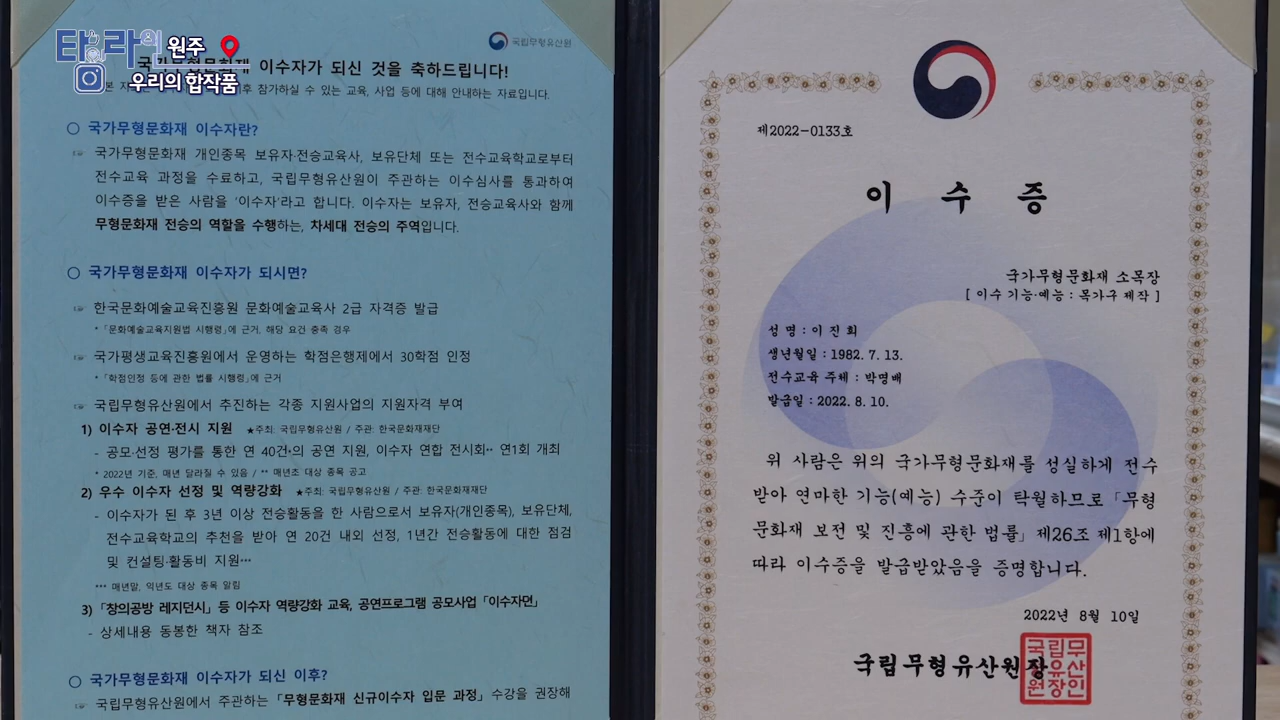 타라의 원주
우리의 합작품
국립무형유산원
국가무형문화재 이수자가 되신 것을 축하드립니다!
본 자 이후 참가하실 수 있는 교육, 사업 등에 대해 안내하는 자료입니다.
○ 국가무형문화재 이수자란?
☞ 국가무형문화재 개인종목 보유자·전승교육사, 보유단체 또는 전수교육학교로부터
전수교육 과정을 수료하고, 국립무형유산원이 주관하는 이수심사를 통과하여
이수증을 받은 사람을 '이수자'라고 합니다. 이수자는 보유자, 전승교육사와 함께
무형문화재 전승의 역할을 수행하는, 차세대 전승의 주역입니다.
○ 국가무형문화재 이수자가 되시면?
☞ 한국문화예술교육진흥원 문화예술교육사 2급 자격증 발급
* 「문화예술교육지원법 시행령」에 근거, 해당 요건 충족 경우
☞ 국가평생교육진흥원에서 운영하는 학점은행제에서 30학점 인정
* 「학점인정 등에 관한 법률 시행령」에 근거
☞ 국립무형유산원에서 추진하는 각종 지원사업의 지원자격 부여
1) 이수자 공연·전시 지원 ★주최: 국립무형유산원 / 주관: 한국문화재재단
- 공모·선정 평가를 통한 연 40건*의 공연 지원, 이수자 연합 전시회** 연1회 개최
* 2022년 기준, 매년 달라질 수 있음 / ** 매년초 대상 종목 공고
2) 우수 이수자 선정 및 역량강화 ★주최: 국립무형유산원 / 주관: 한국문화재재단
- 이수자가 된 후 3년 이상 전승활동을 한 사람으로서 보유자(개인종목), 보유단체,
전수교육학교의 추천을 받아 연 20건 내외 선정, 1년간 전승활동에 대한 점검
및 컨설팅·활동비 지원***
*** 매년말, 익년도 대상 종목 알림
3) 「창의공방 레지던시」 등 이수자 역량강화 교육, 공연프로그램 공모사업 「이수자뎐」
- 상세내용 동봉한 책자 참조
○ 국가무형문화재 이수자가 되신 이후?
☞ 국립무형유산원에서 주관하는 「무형문화재 신규이수자 입문 과정」 수강을 권장해
제2022-0133호
이 수 증
국가무형문화재 소목장
[ 이수 기능·예능 : 목가구 제작 ]
성 명 : 이 진 희
생년월일 : 1982. 7. 13.
전수교육 주체 : 박명배
발급일 : 2022. 8. 10.
위 사람은 위의 국가무형문화재를 성실하게 전수
받아 연마한 기능(예능) 수준이 탁월하므로 「무형
문화재 보전 및 진흥에 관한 법률」 제26조 제1항에
따라 이수증을 발급받았음을 증명합니다.
2022년 8월 10일
국립무형유산원장
국립무
형유산
원장인